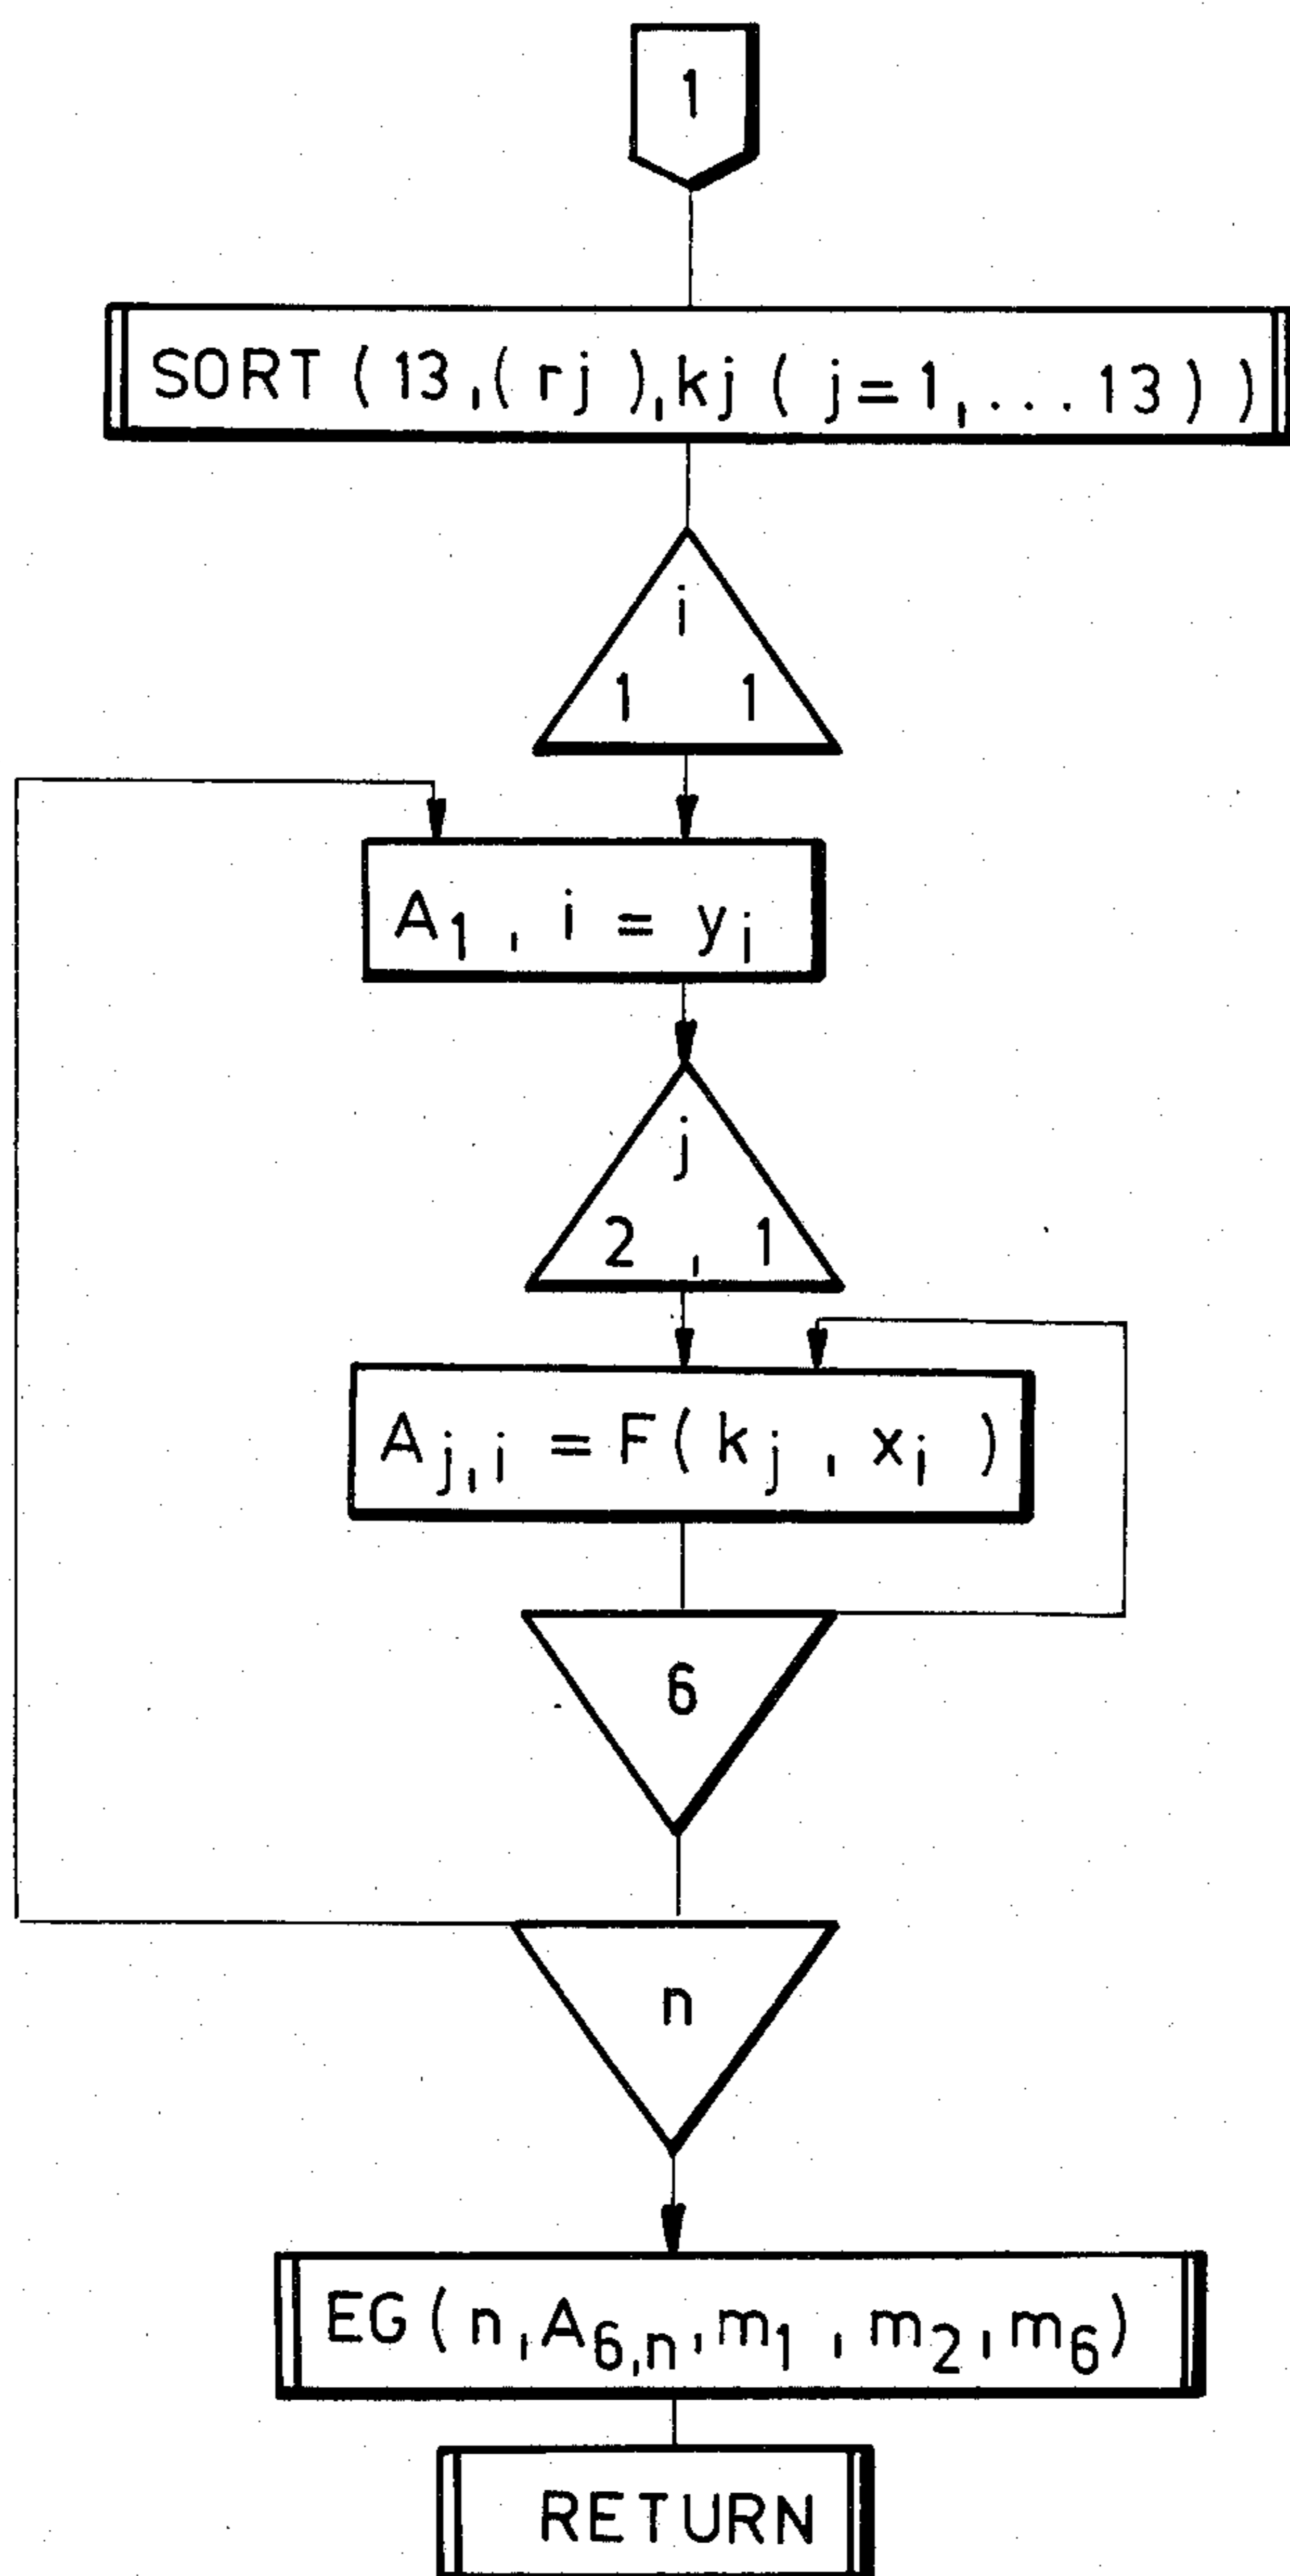 1
SORT (13,(rj),kj(j=1,...13))
i
1 1
A₁, i = yᵢ
j
2 , 1
Aⱼ,ᵢ = F(kⱼ, xᵢ)
6
n
EG(n,A₆,ₙ,m₁,m₂,m₆)
RETURN